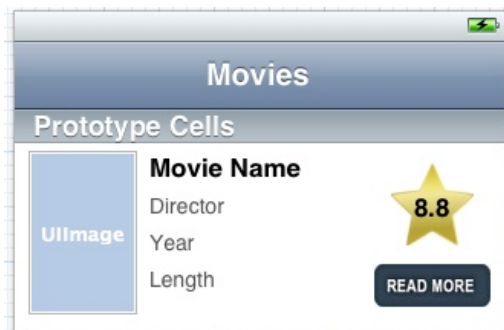 Movies
Prototype Cells
Movie Name
Director
Year
Length
UIImage
8.8
READ MORE